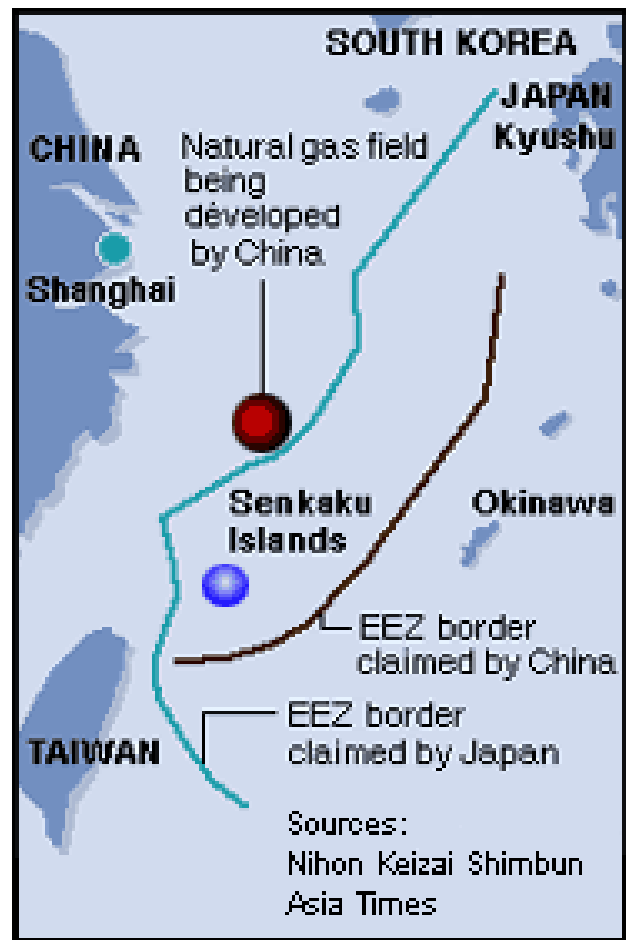 SOUTH KOREA
JAPAN
Kyushu
CHINA
Natural gas field
being
developed
by China
Shanghai
Senkaku
Islands
Okinawa
EEZ border
claimed by China
EEZ border
claimed by Japan
TAIWAN
Sources:
Nihon Keizai Shimbun
Asia Times